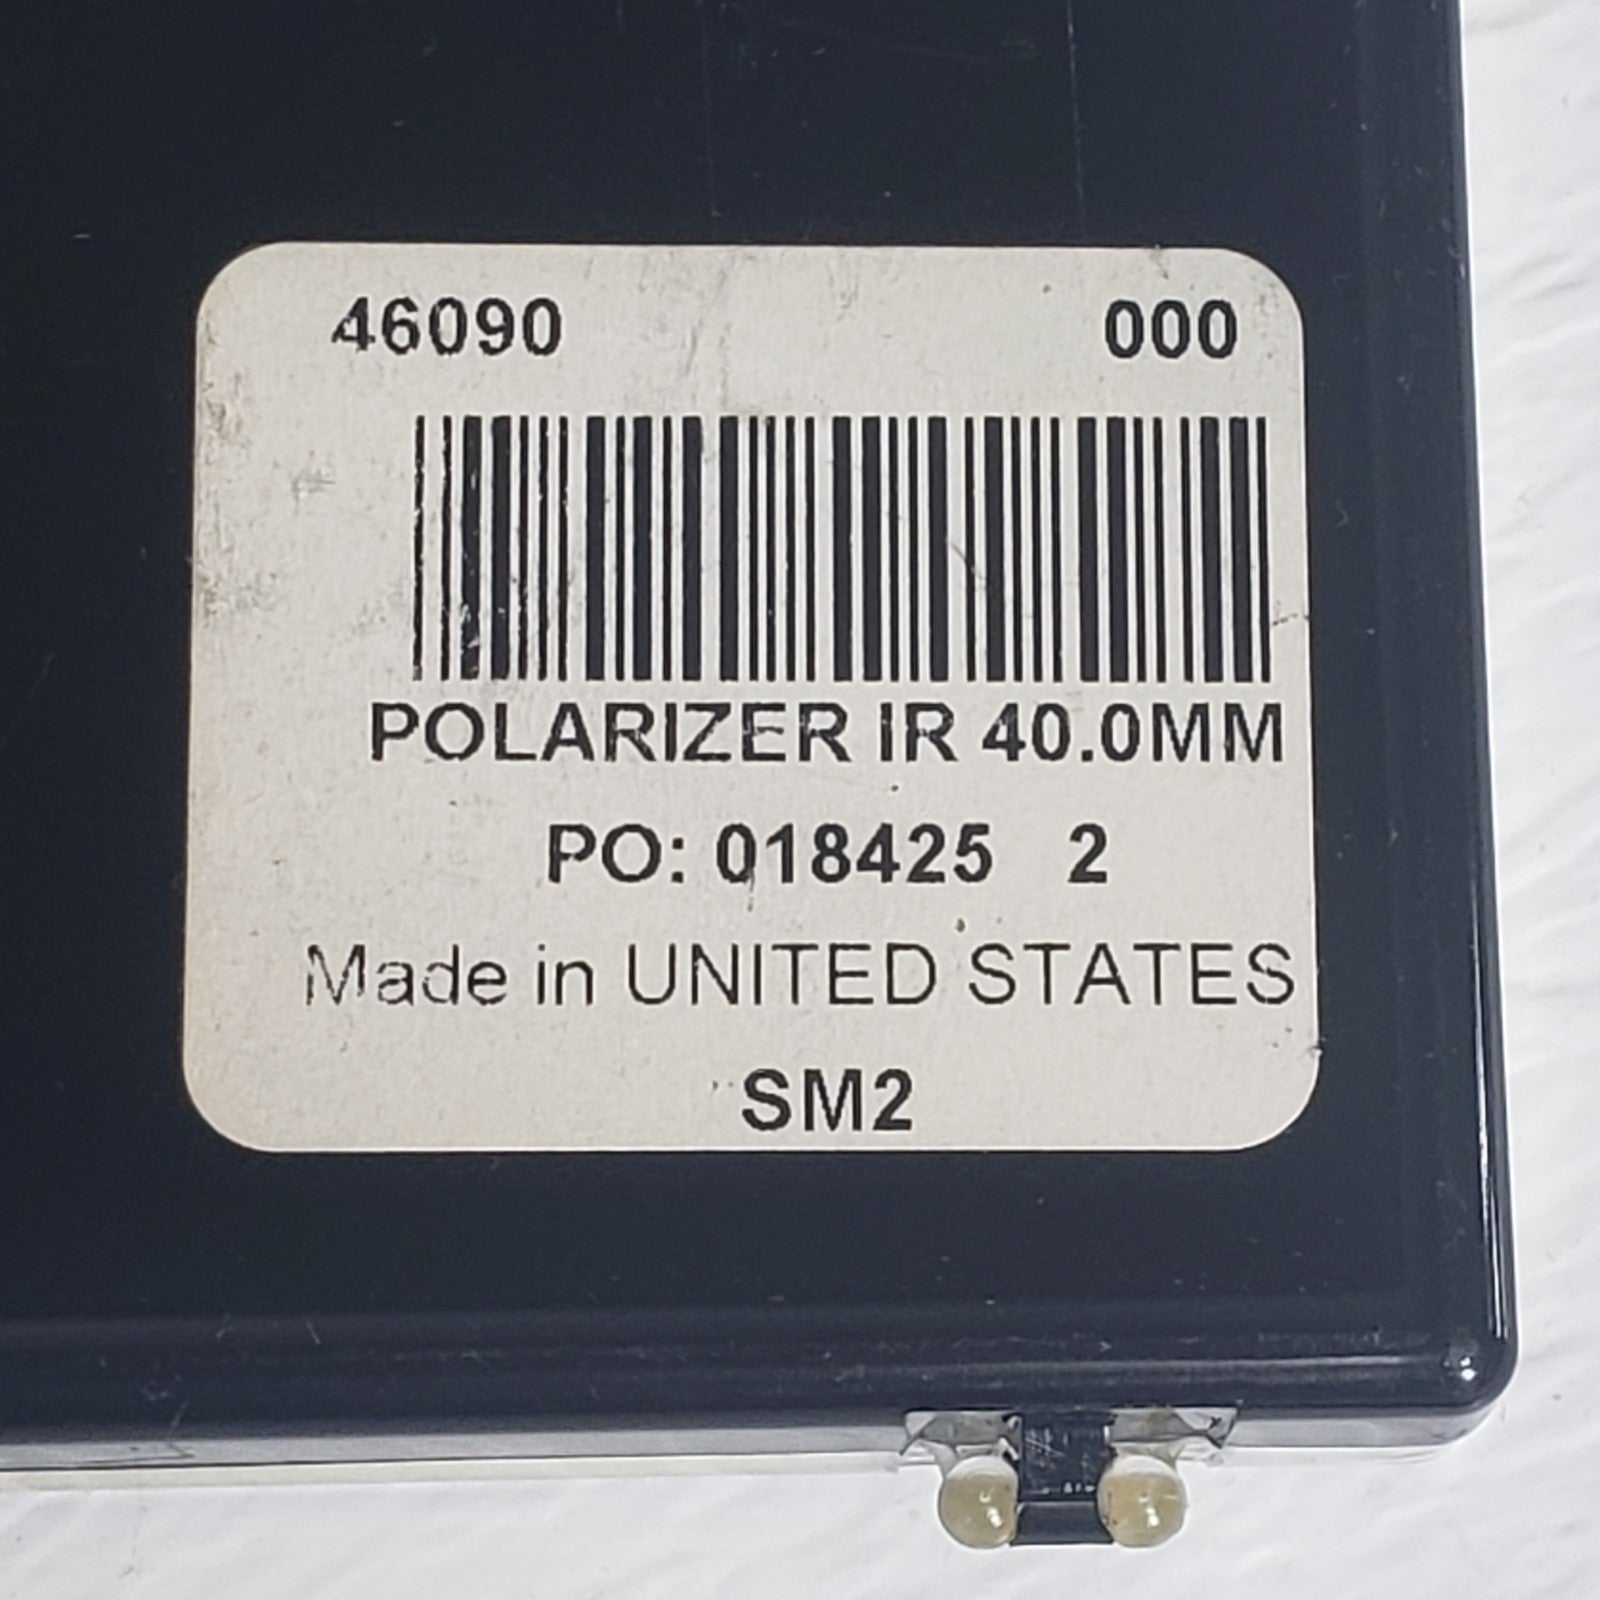 46090 000
POLARIZER IR 40.0MM
PO: 018425 2
Made in UNITED STATES
SM2